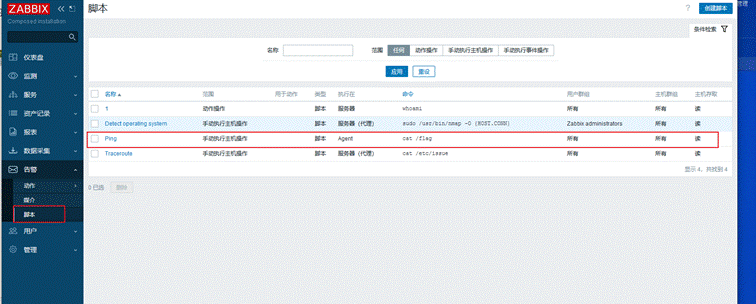 ZABBIX
Composed installation
仪表盘
监测
服务
资产记录
报表
数据采集
告警
动作
媒介
脚本
用户
管理
脚本
? 创建脚本
条件检索
名称 范围 任何 动作操作 手动执行主机操作 手动执行事件操作
应用 重设
名称 范围 用于动作 类型 执行在 命令 用户群组 主机群组 主机存取
1 动作操作 脚本 服务器 whoami 所有 所有 读
Detect operating system 手动执行主机操作 脚本 服务器（代理） sudo /usr/bin/nmap -O {HOST.CONN} Zabbix administrators 所有 读
Ping 手动执行主机操作 脚本 Agent cat /flag 所有 所有 读
Traceroute 手动执行主机操作 脚本 服务器（代理） cat /etc/issue 所有 所有 读
显示 4，共找到 4
0 已选 删除